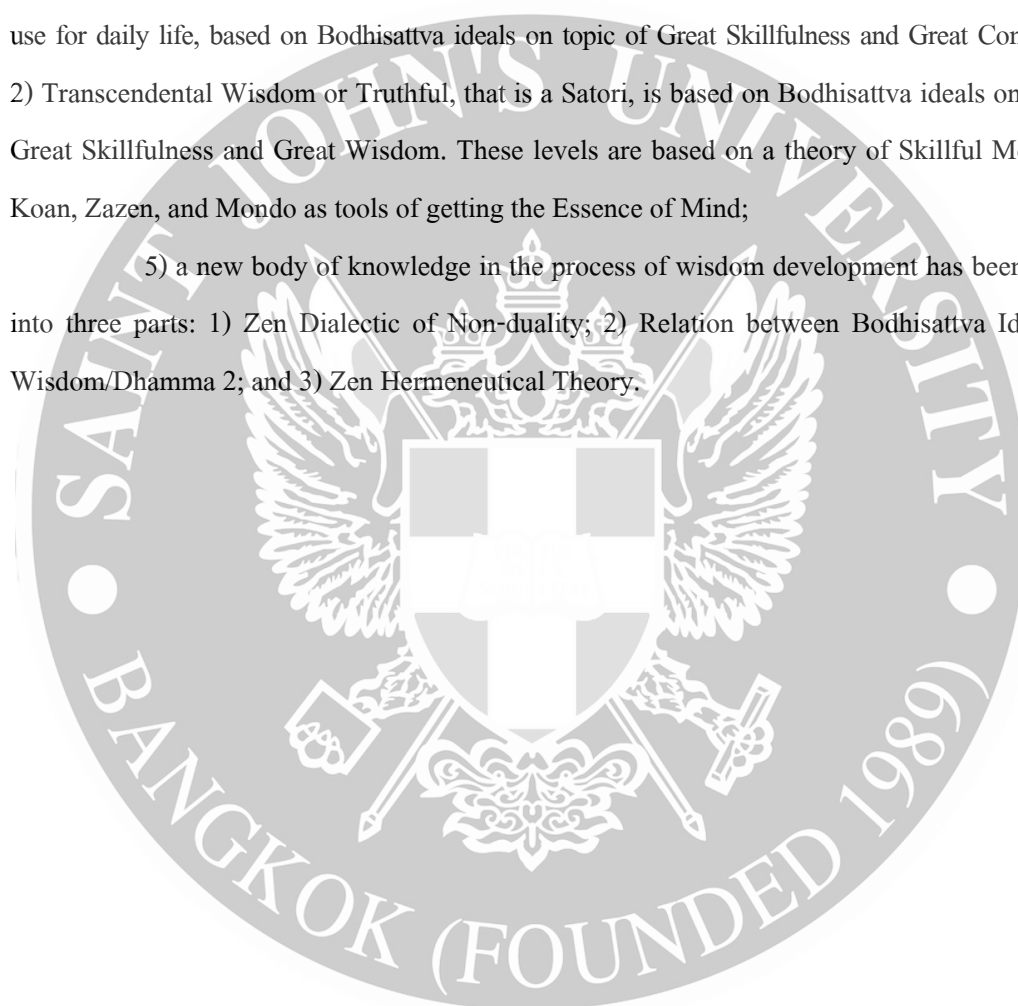 use for daily life, based on Bodhisattva ideals on topic of Great Skillfulness and Great Con
2) Transcendental Wisdom or Truthful, that is a Satori, is based on Bodhisattva ideals on
Great Skillfulness and Great Wisdom. These levels are based on a theory of Skillful M
Koan, Zazen, and Mondo as tools of getting the Essence of Mind;
5) a new body of knowledge in the process of wisdom development has been
into three parts: 1) Zen Dialectic of Non-duality; 2) Relation between Bodhisattva Id
Wisdom/Dhamma 2; and 3) Zen Hermeneutical Theory.
SAINT JOHN'S UNIVERSITY
BANGKOK (FOUNDED 1989)